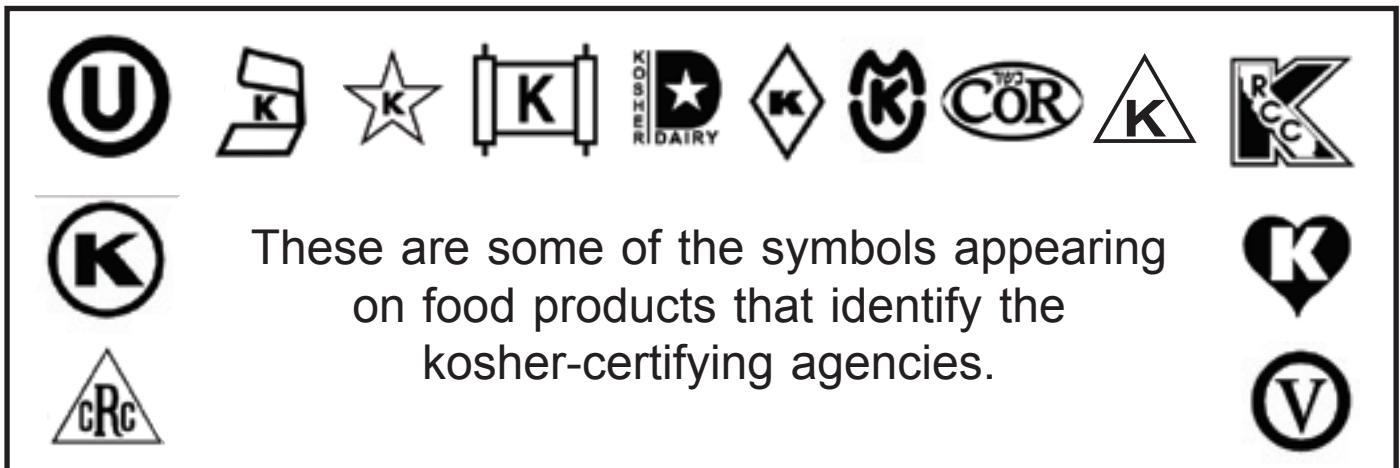 U
K
K
K
KOSHER
DAIRY
K
K
כשר
COR
K
RCC
K
K
These are some of the symbols appearing
on food products that identify the
kosher-certifying agencies.
K
cRc
V